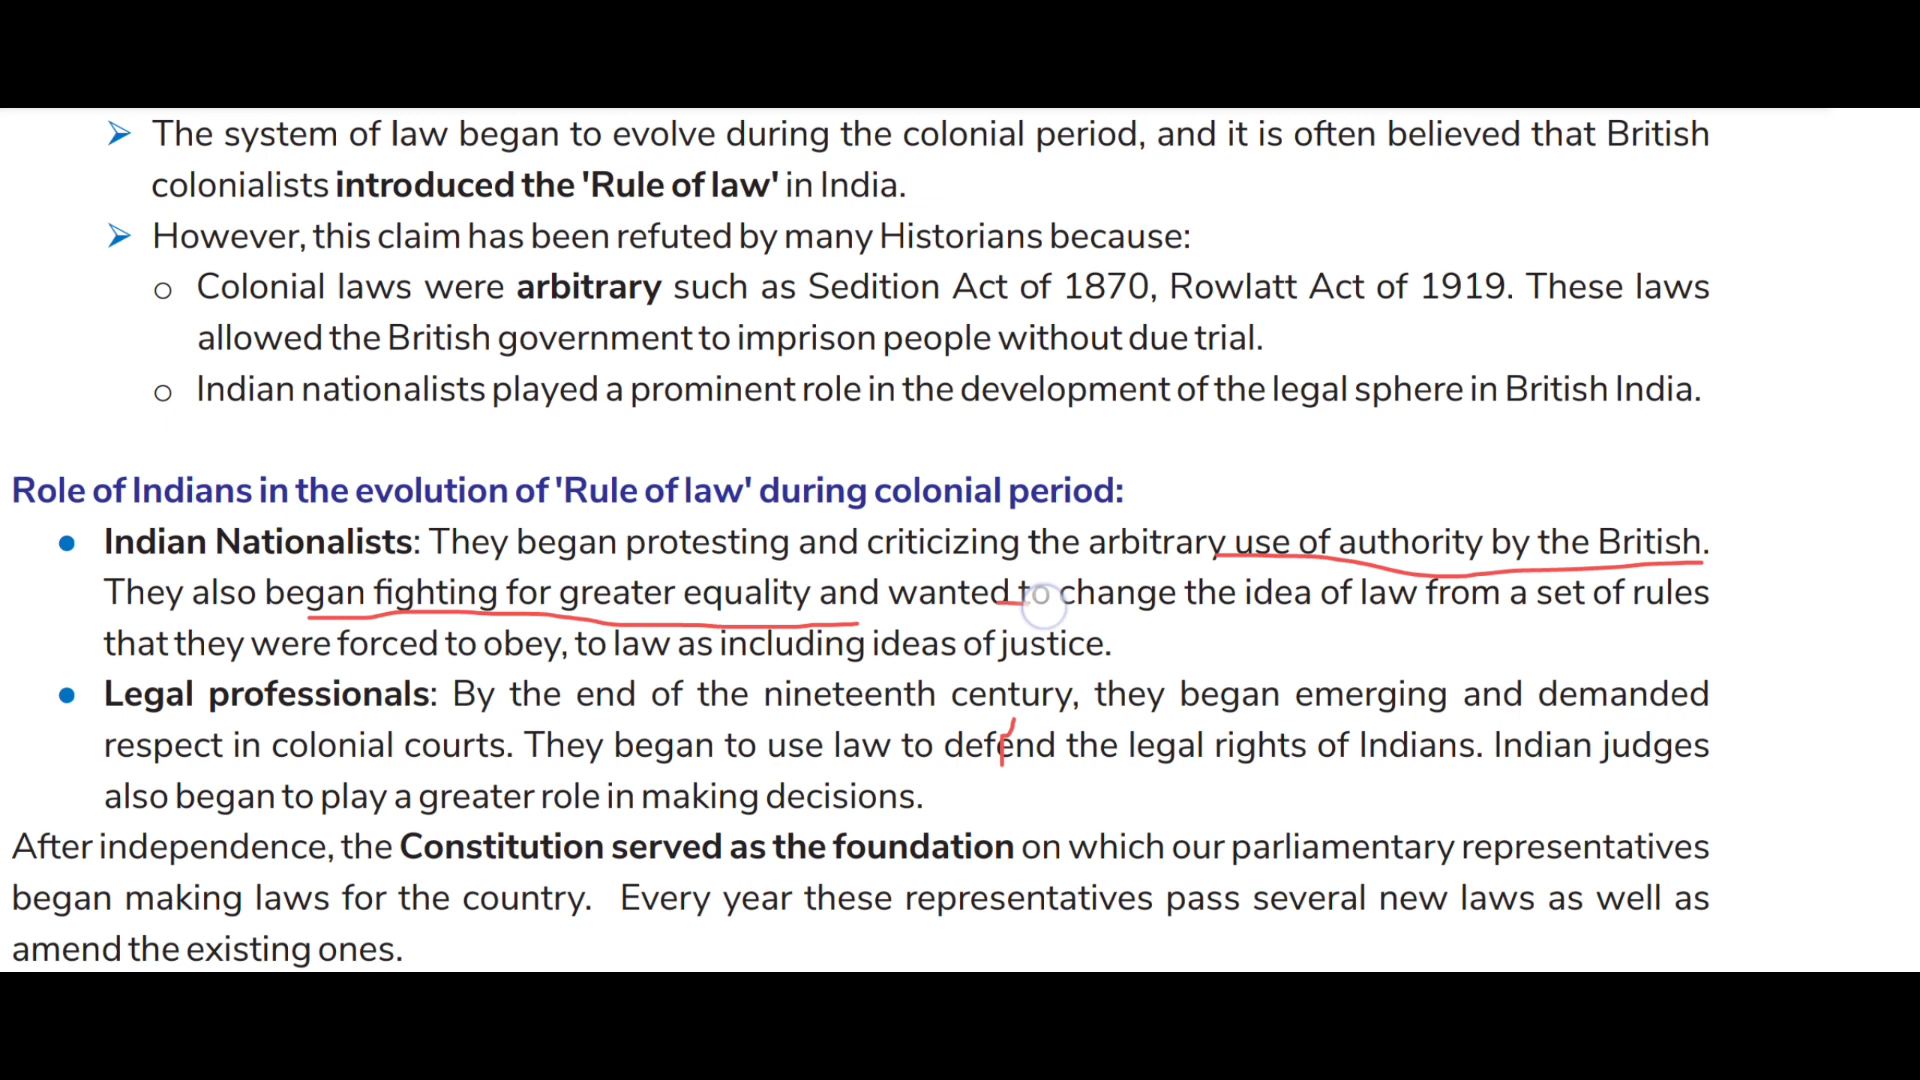 ➢ The system of law began to evolve during the colonial period, and it is often believed that British
colonialists introduced the 'Rule of law' in India.
➢ However, this claim has been refuted by many Historians because:
o Colonial laws were arbitrary such as Sedition Act of 1870, Rowlatt Act of 1919. These laws
allowed the British government to imprison people without due trial.
o Indian nationalists played a prominent role in the development of the legal sphere in British India.
Role of Indians in the evolution of 'Rule of law' during colonial period:
● Indian Nationalists: They began protesting and criticizing the arbitrary use of authority by the British.
They also began fighting for greater equality and wanted to change the idea of law from a set of rules
that they were forced to obey, to law as including ideas of justice.
● Legal professionals: By the end of the nineteenth century, they began emerging and demanded
respect in colonial courts. They began to use law to defend the legal rights of Indians. Indian judges
also began to play a greater role in making decisions.
After independence, the Constitution served as the foundation on which our parliamentary representatives
began making laws for the country. Every year these representatives pass several new laws as well as
amend the existing ones.